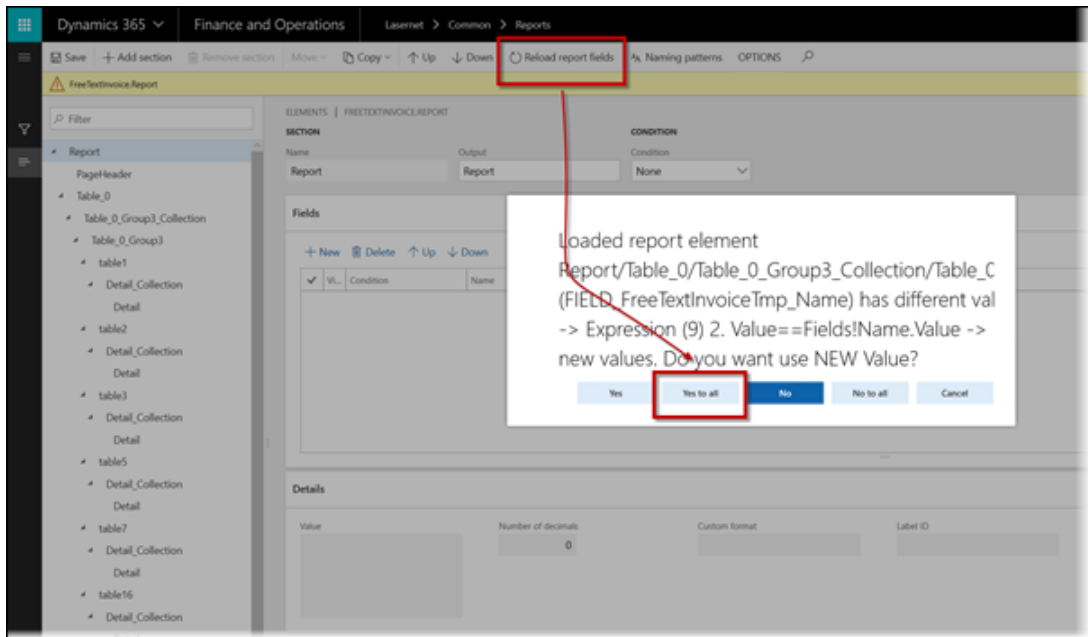 Dynamics 365 Finance and Operations Lasernet > Common > Reports
Save + Add section Remove section Move Copy Up Down Reload report fields Naming patterns OPTIONS
FreeTextInvoice.Report
Filter
ELEMENTS | FREETEXTINVOICE.REPORT
SECTION CONDITION
Name Output Condition
Report Report None
Report
PageHeader
Table_0
Table_0_Group3_Collection
Table_0_Group3
table1
Detail_Collection
Detail
table2
Detail_Collection
Detail
table3
Detail_Collection
Detail
table5
Detail_Collection
Detail
table7
Detail_Collection
Detail
table16
Detail_Collection
Fields
+ New Delete Up Down
Vi... Condition Name
Loaded report element
Report/Table_0/Table_0_Group3_Collection/Table_0
(FIELD_FreeTextInvoiceTmp_Name) has different val
-> Expression (9) 2. Value==Fields!Name.Value ->
new values. Do you want use NEW Value?
Yes Yes to all No No to all Cancel
Details
Value Number of decimals Custom format Label ID
0